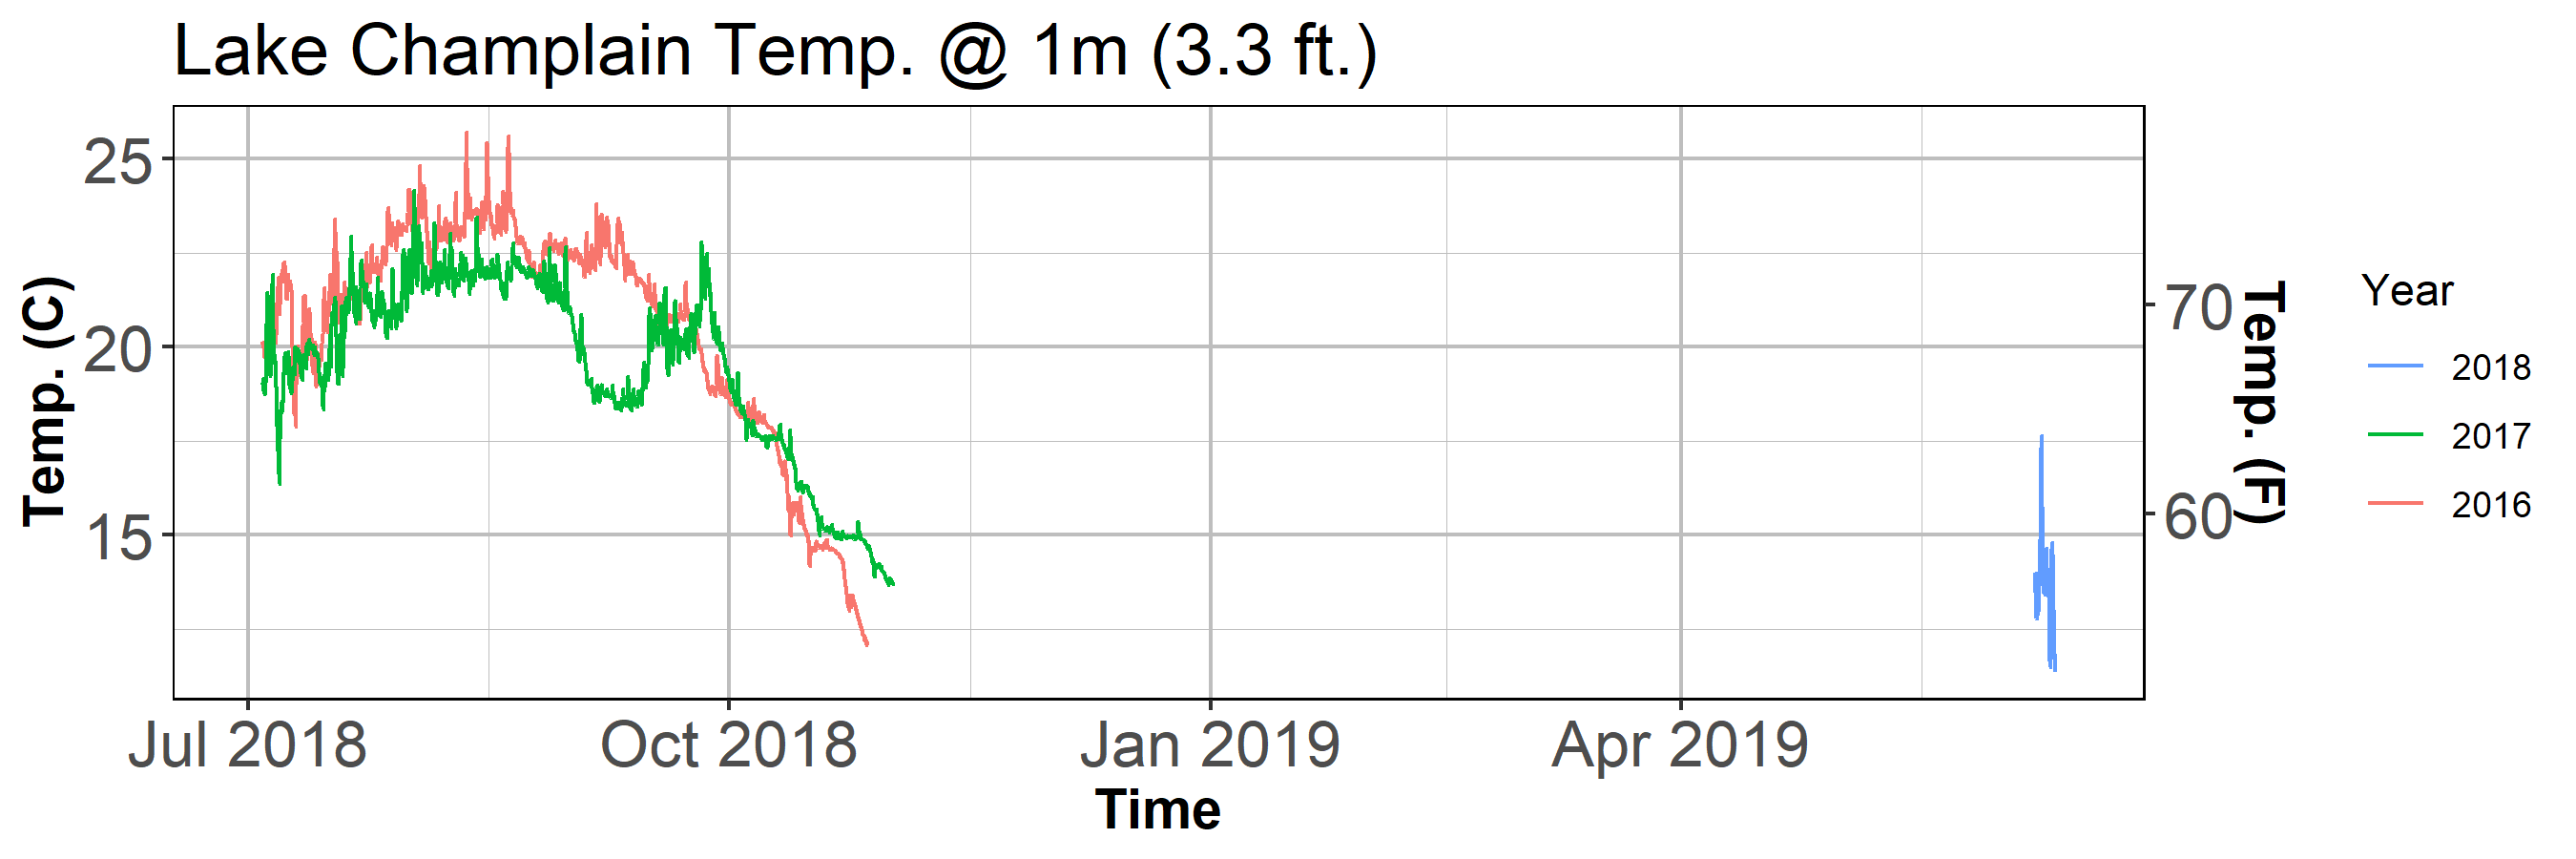 Lake Champlain Temp. @ 1m (3.3 ft.)
25
20
15
Temp. (C)
70
60
Temp. (F)
Jul 2018
Oct 2018
Jan 2019
Apr 2019
Time
Year
2018
2017
2016